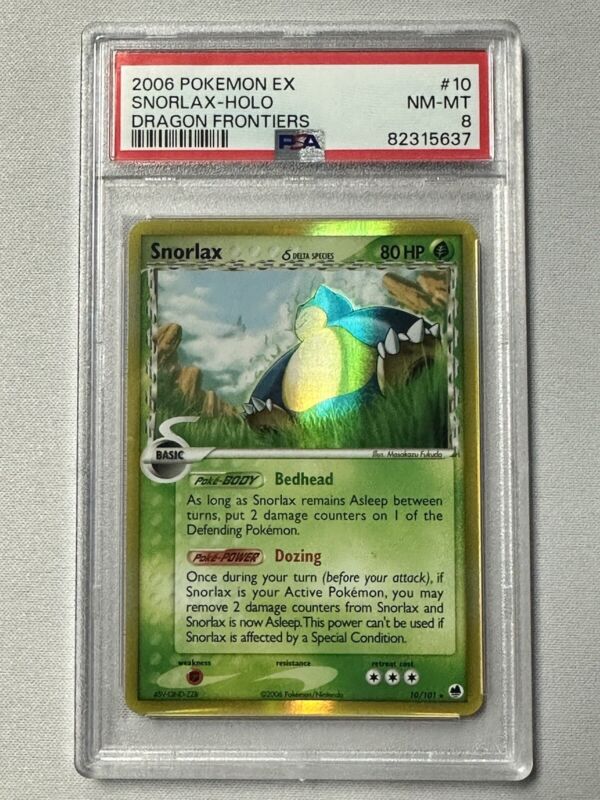 2006 POKEMON EX #10
SNORLAX-HOLO NM-MT
DRAGON FRONTIERS 8
PSA 82315637
Snorlax δ DELTA SPECIES 80 HP
BASIC
Illus. Masakazu Fukuda
Poké-BODY Bedhead
As long as Snorlax remains Asleep between
turns, put 2 damage counters on 1 of the
Defending Pokémon.
Poké-POWER Dozing
Once during your turn (before your attack), if
Snorlax is your Active Pokémon, you may
remove 2 damage counters from Snorlax and
Snorlax is now Asleep. This power can't be used if
Snorlax is affected by a Special Condition.
weakness resistance retreat cost
©2006 Pokémon/Nintendo 10/101 ★